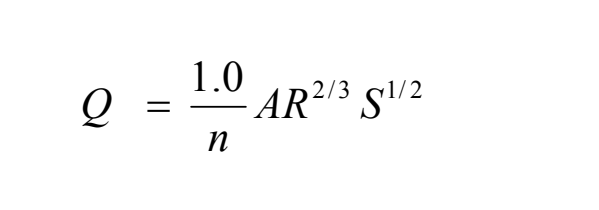 Q = 1.0/n AR^2/3 S^1/2